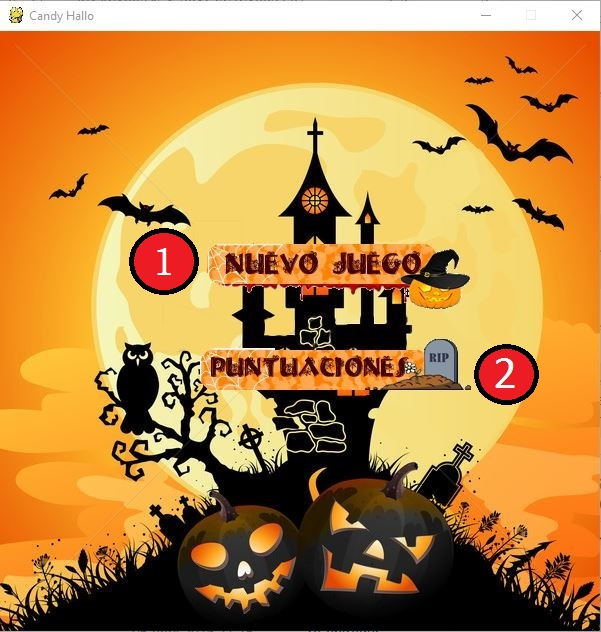 Candy Hallo
1
NUEVO JUEGO
PUNTUACIONES
RIP
2